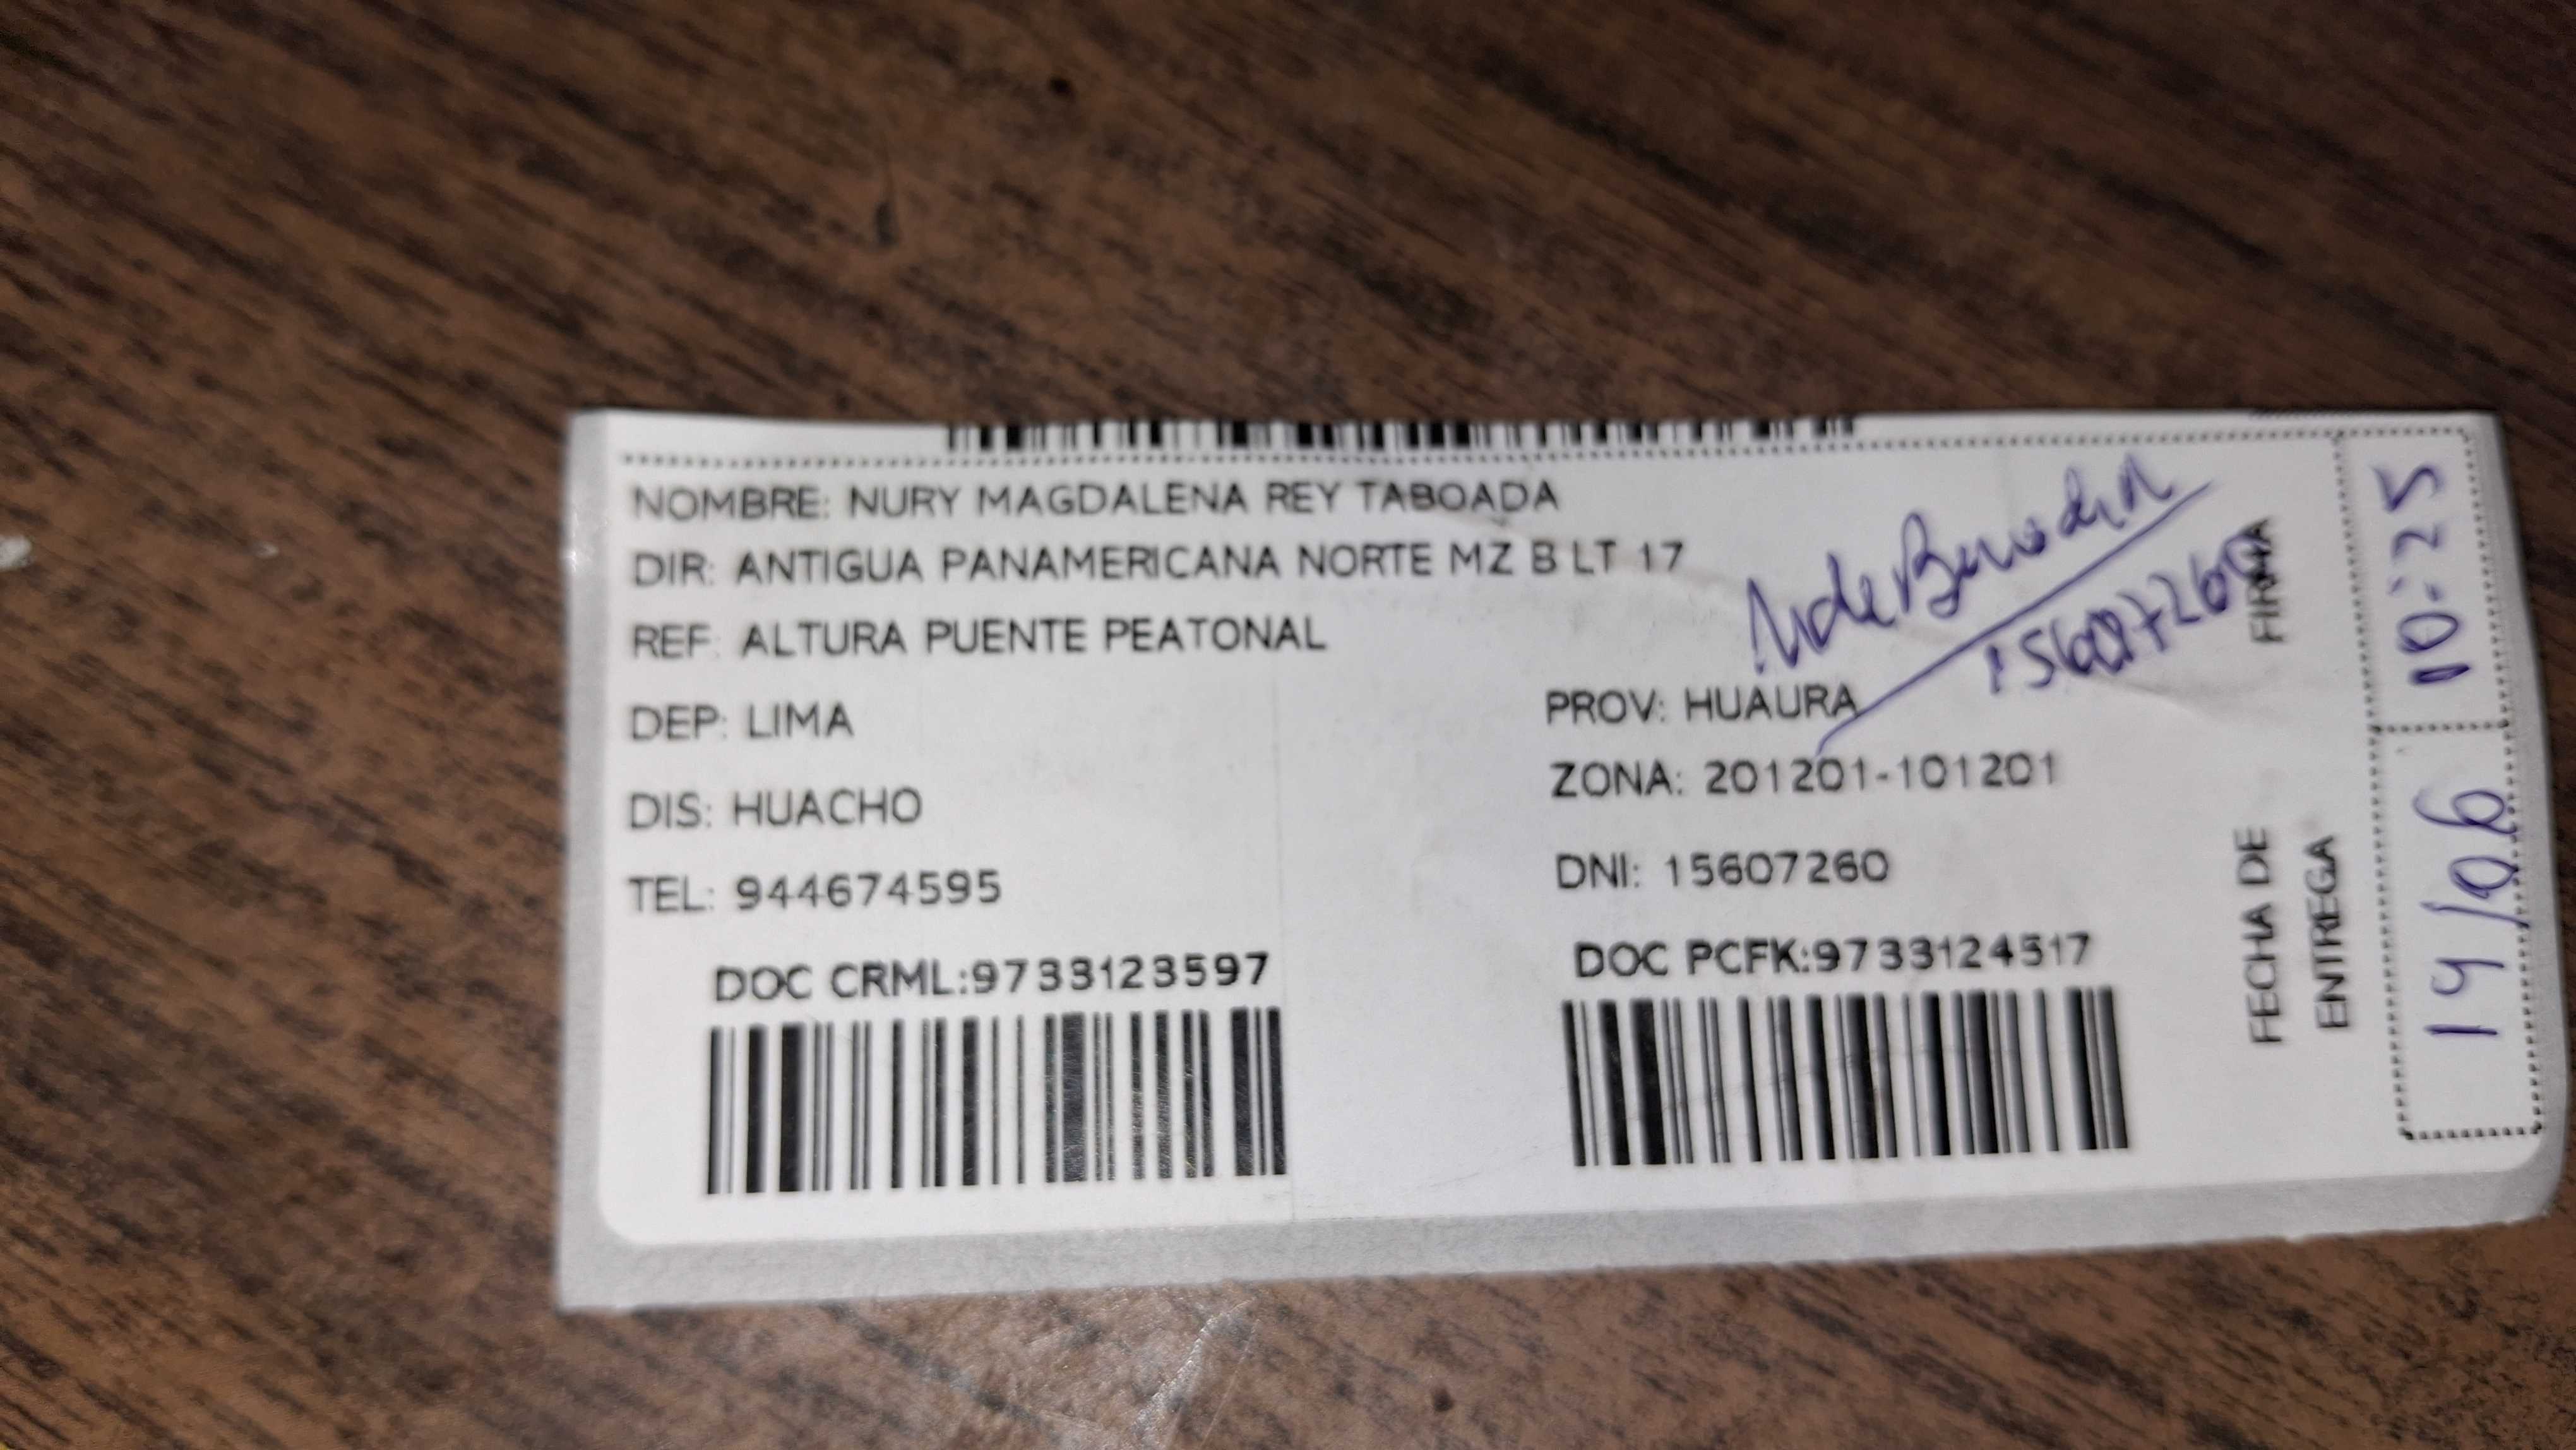 NOMBRE: NURY MAGDALENA REY TABOADA
DIR: ANTIGUA PANAMERICANA NORTE MZ B LT 17
REF: ALTURA PUENTE PEATONAL
DEP: LIMA
PROV: HUAURA
DIS: HUACHO
ZONA: 201201-101201
TEL: 944674595
DNI: 15607260
DOC CRML:9733123597
DOC PCFK:9733124517
15607260
FIRMA
10:25
FECHA DE
ENTREGA
19/06